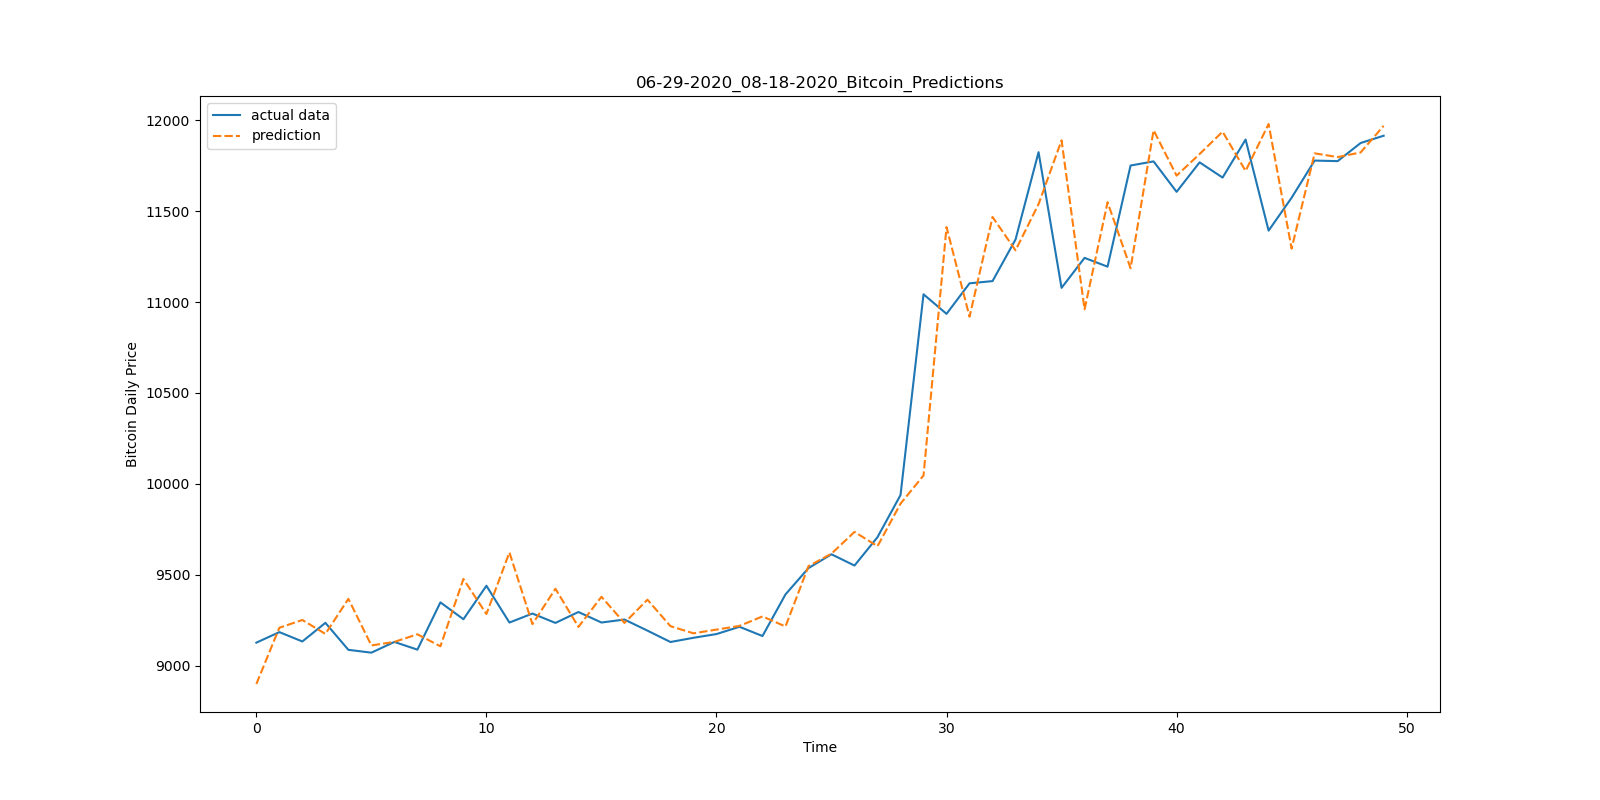 06-29-2020_08-18-2020_Bitcoin_Predictions
actual data
prediction
12000
11500
11000
10500
10000
9500
9000
Bitcoin Daily Price
0 10 20 30 40 50
Time